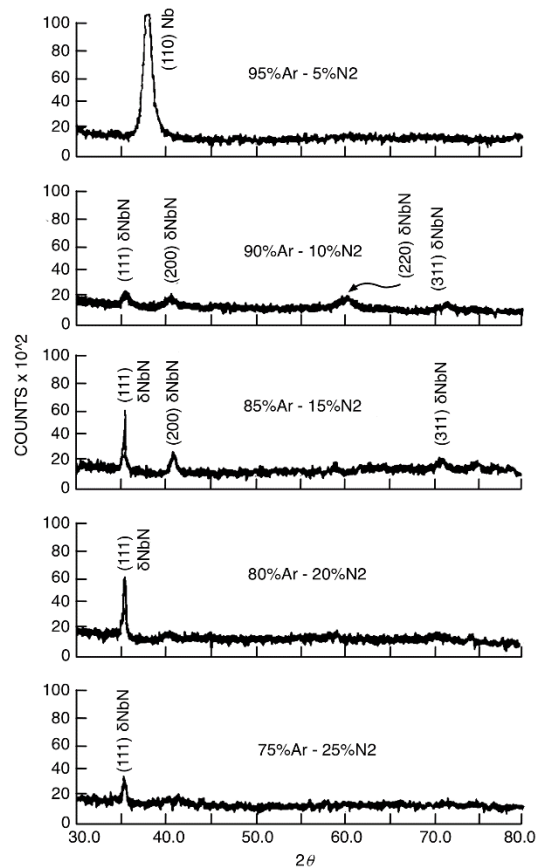 COUNTS x 10^2
100
80
60
40
20
0
(110) Nb
95%Ar - 5%N2
100
80
60
40
20
0
(111) δNbN
(200) δNbN
90%Ar - 10%N2
(220) δNbN
(311) δNbN
100
80
60
40
20
0
(111)
δNbN
(200) δNbN
85%Ar - 15%N2
(311) δNbN
100
80
60
40
20
0
(111)
δNbN
80%Ar - 20%N2
100
80
60
40
20
0
(111) δNbN
75%Ar - 25%N2
30.0 40.0 50.0 60.0 70.0 80.0
2θ